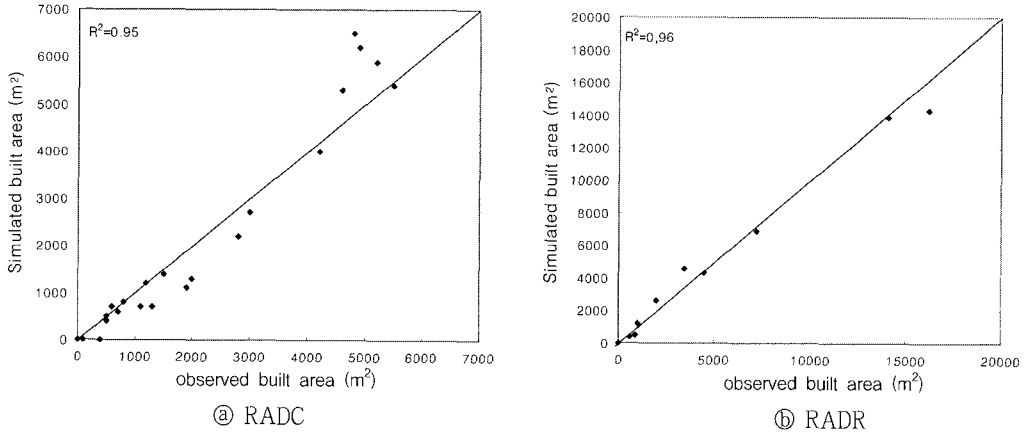 7000
6000
5000
4000
3000
2000
1000
0
R²=0.95
Simulated built area (m²)
0 1000 2000 3000 4000 5000 6000 7000
observed built area (m²)
ⓐ RADC
20000
18000
16000
14000
12000
10000
8000
6000
4000
2000
0
R²=0,96
Simulated built area (m²)
0 5000 10000 15000 20000
observed built area (m²)
ⓑ RADR